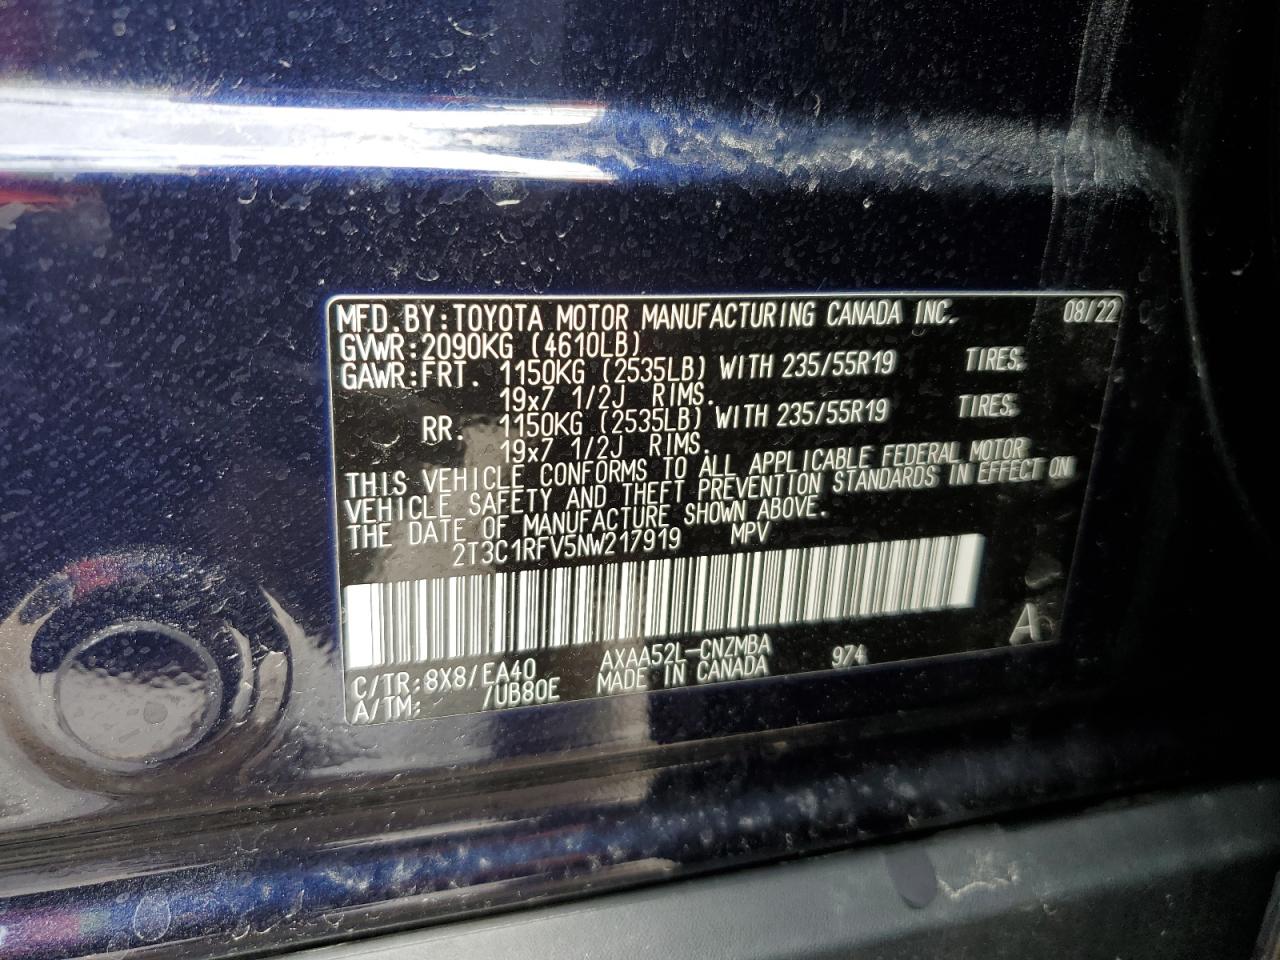 MFD.BY:TOYOTA MOTOR MANUFACTURING CANADA INC. 08/22
GVWR:2090KG (4610LB)
GAWR:FRT. 1150KG (2535LB) WITH 235/55R19 TIRES.
19x7 1/2J RIMS.
RR. 1150KG (2535LB) WITH 235/55R19 TIRES.
19x7 1/2J RIMS.
THIS VEHICLE CONFORMS TO ALL APPLICABLE FEDERAL MOTOR
VEHICLE SAFETY AND THEFT PREVENTION STANDARDS IN EFFECT ON
THE DATE OF MANUFACTURE SHOWN ABOVE.
2T3C1RFV5NW217919 MPV
A
C/TR:8X8/EA40 AXAA52L-CNZMBA 974
A/TM: /UB80E MADE IN CANADA